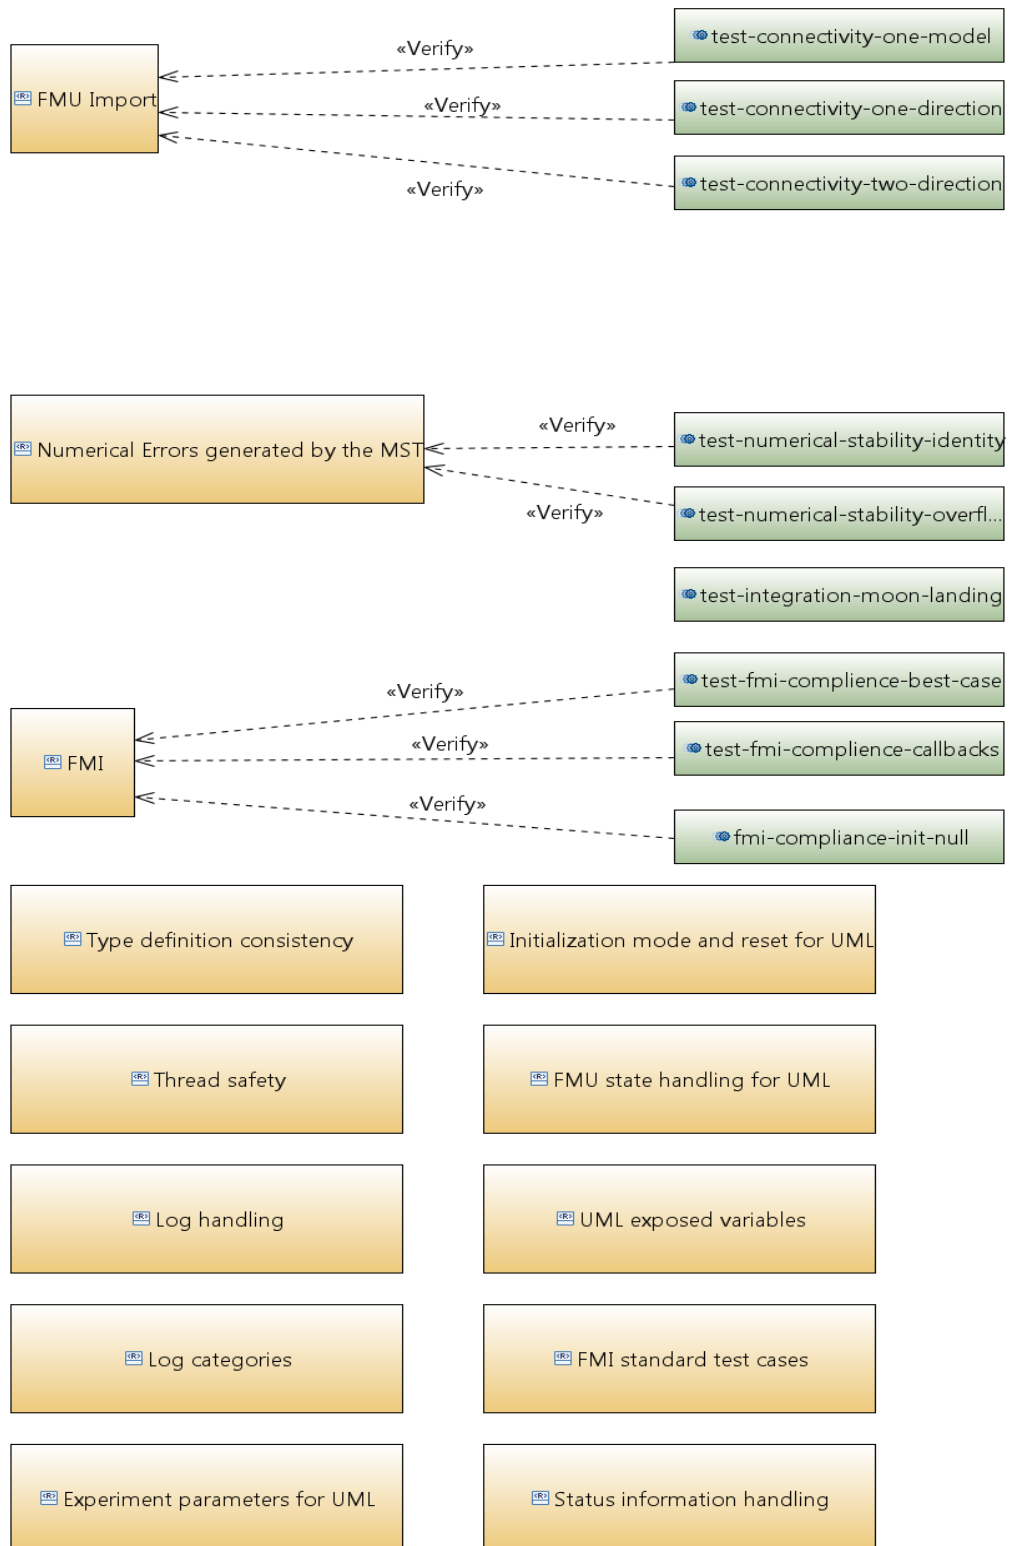 «Verify»
test-connectivity-one-model
FMU Import
«Verify»
test-connectivity-one-direction
«Verify»
test-connectivity-two-direction
Numerical Errors generated by the MST
«Verify»
test-numerical-stability-identity
«Verify»
test-numerical-stability-overfl...
test-integration-moon-landing
«Verify»
test-fmi-complience-best-case
FMI
«Verify»
test-fmi-complience-callbacks
«Verify»
fmi-compliance-init-null
Type definition consistency
Initialization mode and reset for UML
Thread safety
FMU state handling for UML
Log handling
UML exposed variables
Log categories
FMI standard test cases
Experiment parameters for UML
Status information handling